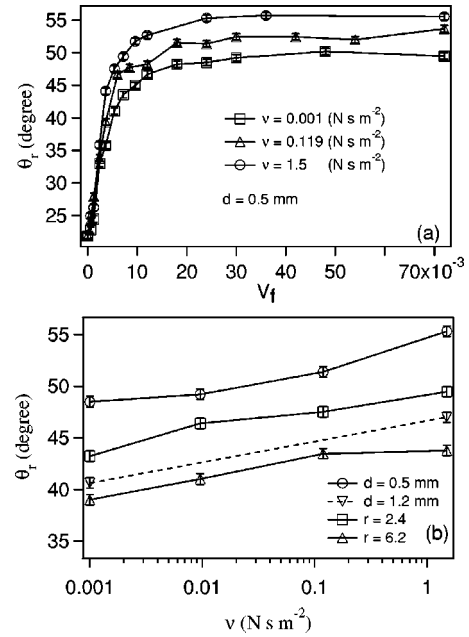 θr (degree)
55
50
45
40
35
30
25
ν = 0.001 (N s m-2)
ν = 0.119 (N s m-2)
ν = 1.5 (N s m-2)
d = 0.5 mm
(a)
0 10 20 30 40 50 70x10-3
Vf
θr (degree)
55
50
45
40
35
d = 0.5 mm
d = 1.2 mm
r = 2.4
r = 6.2
(b)
0.001 0.01 0.1 1
ν (N s m-2)